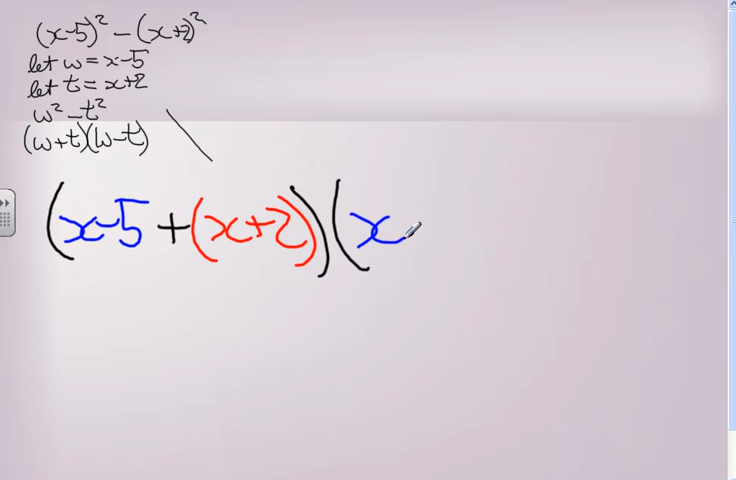 (x-5)² - (x+2)²
let w = x-5
let t = x+2
w² - t²
(w+t)(w-t)
(x-5 + (x+2))(x